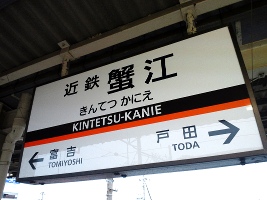 近鉄蟹江
きんてつ かにえ
KINTETSU-KANIE
← 富吉 戸田 →
TOMIYOSHI TODA